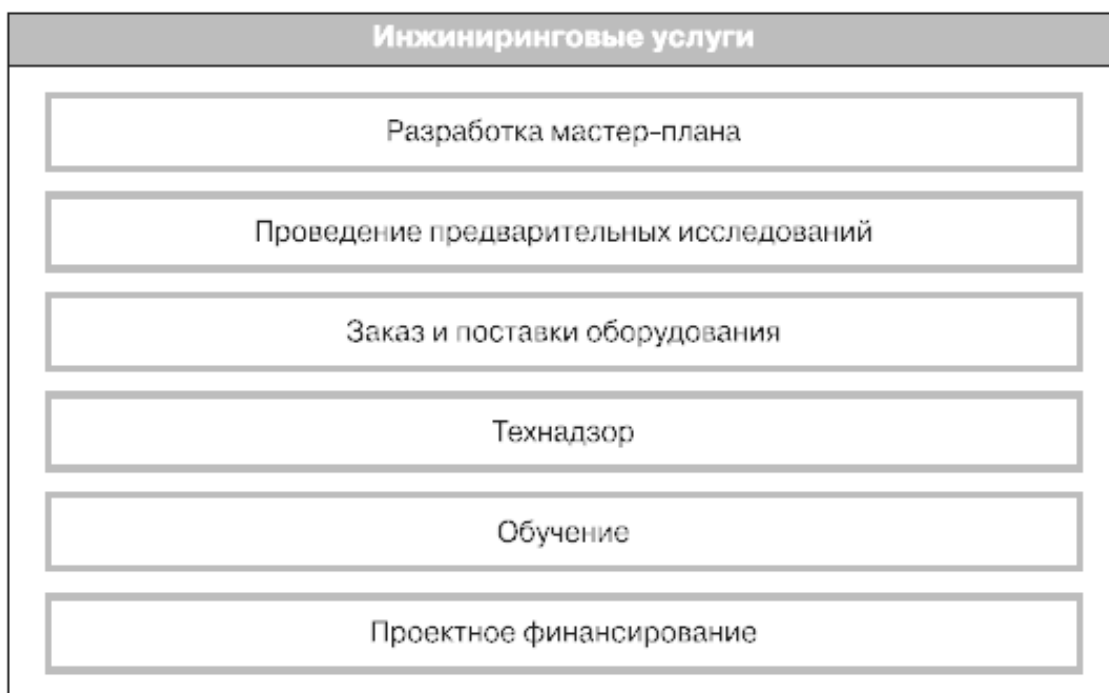 Инжиниринговые услуги
Разработка мастер-плана
Проведение предварительных исследований
Заказ и поставки оборудования
Технадзор
Обучение
Проектное финансирование